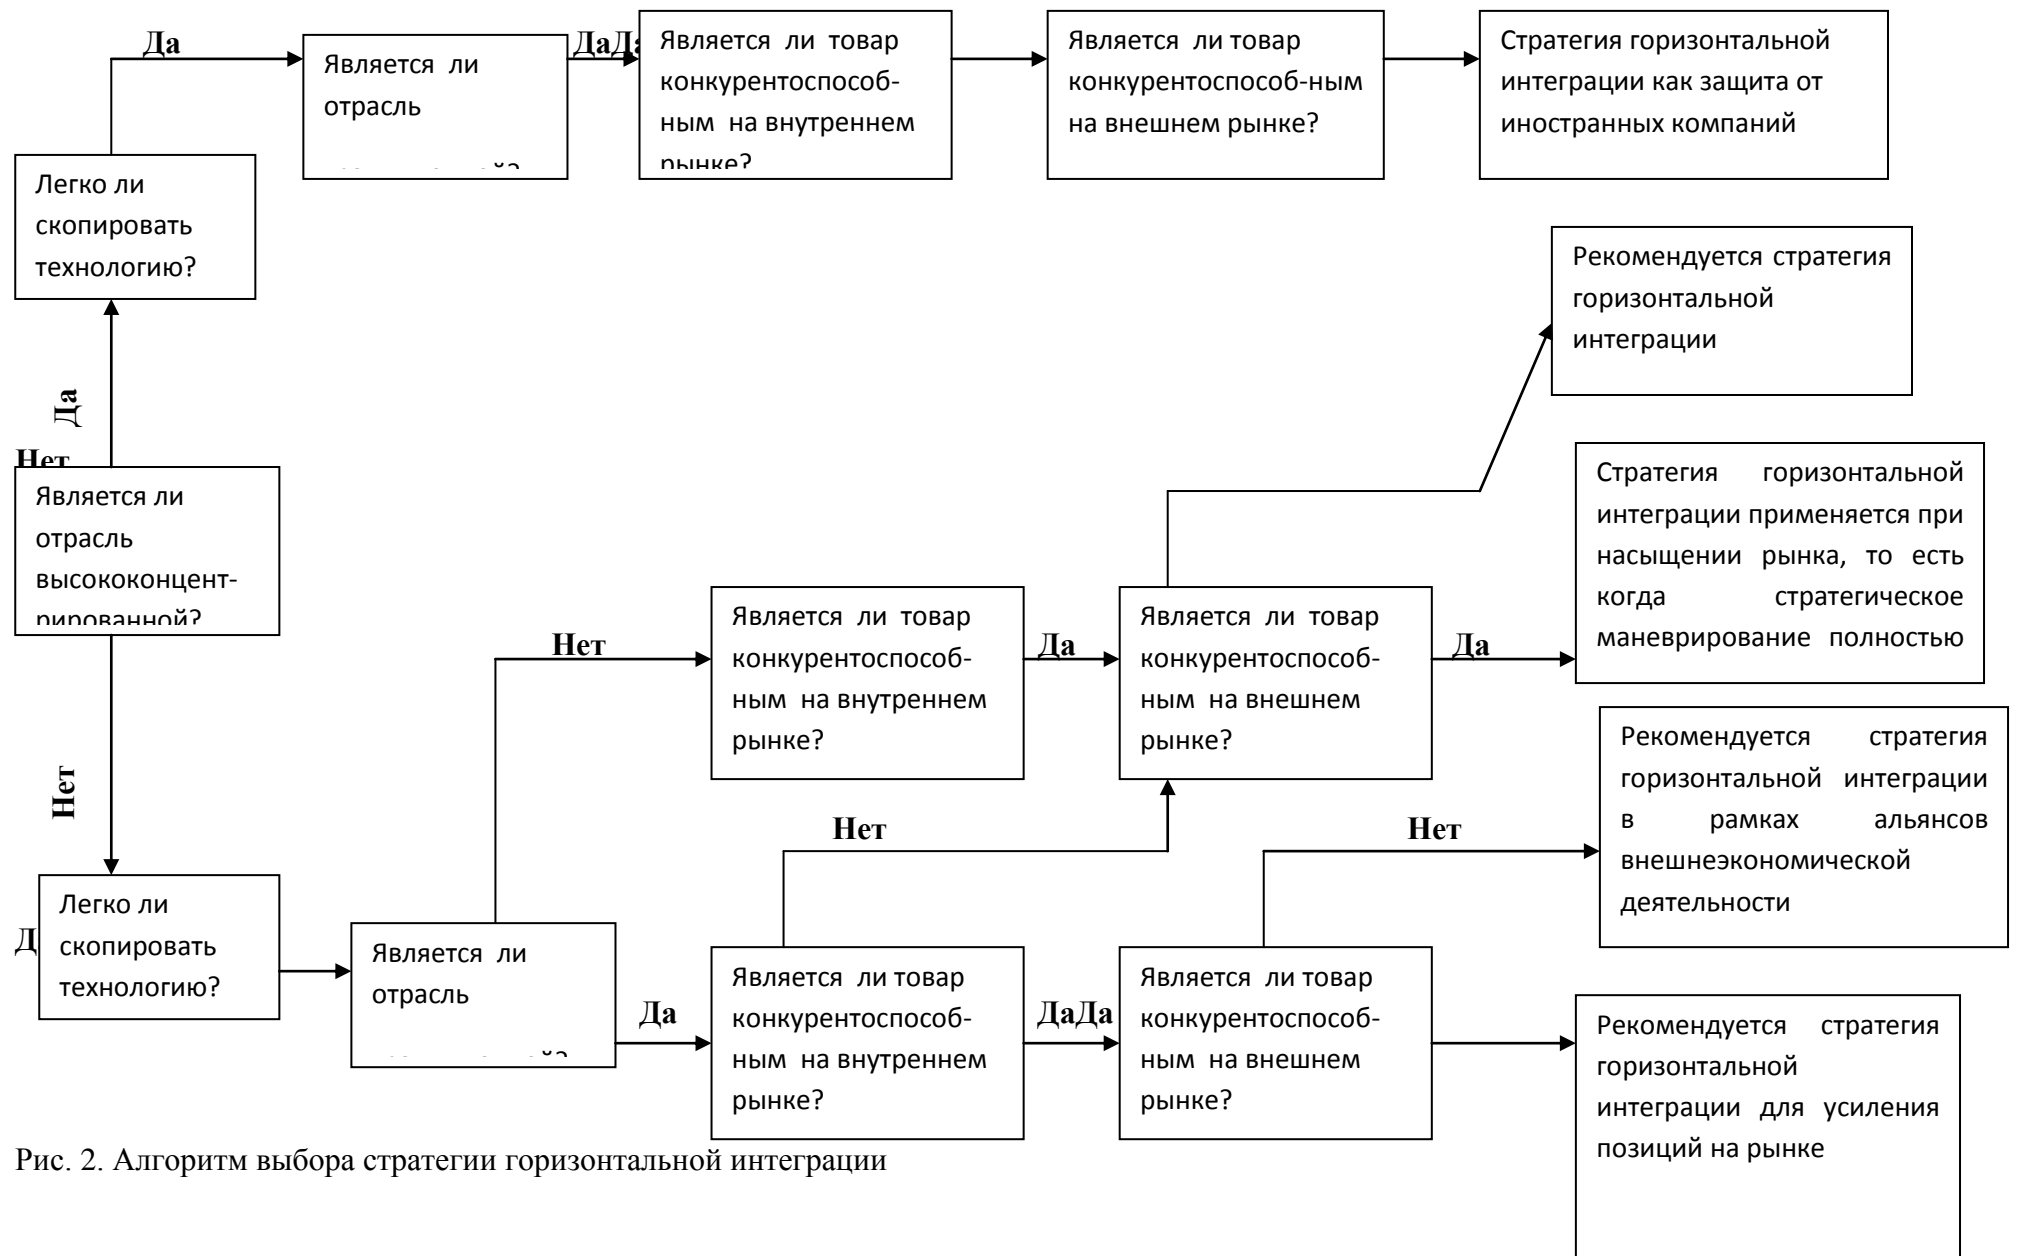 Да
ДаДа
Является ли
отрасль
Является ли товар
конкурентоспособ-
ным на внутреннем
рынке?
Является ли товар
конкурентоспособ-ным
на внешнем рынке?
Стратегия горизонтальной
интеграции как защита от
иностранных компаний
Легко ли
скопировать
технологию?
Рекомендуется стратегия
горизонтальной
интеграции
Да
Нет
Является ли
отрасль
высококонцент-
рированной?
Стратегия горизонтальной
интеграции применяется при
насыщении рынка, то есть
когда стратегическое
маневрирование полностью
Нет
Является ли товар
конкурентоспособ-
ным на внутреннем
рынке?
Да
Является ли товар
конкурентоспособ-
ным на внешнем
рынке?
Да
Рекомендуется стратегия
горизонтальной интеграции
в рамках альянсов
внешнеэкономической
деятельности
Нет
Нет
Нет
Легко ли
скопировать
технологию?
Д
Является ли
отрасль
Да
Является ли товар
конкурентоспособ-
ным на внутреннем
рынке?
ДаДа
Является ли товар
конкурентоспособ-
ным на внешнем
рынке?
Рекомендуется стратегия
горизонтальной
интеграции для усиления
позиций на рынке
Рис. 2. Алгоритм выбора стратегии горизонтальной интеграции